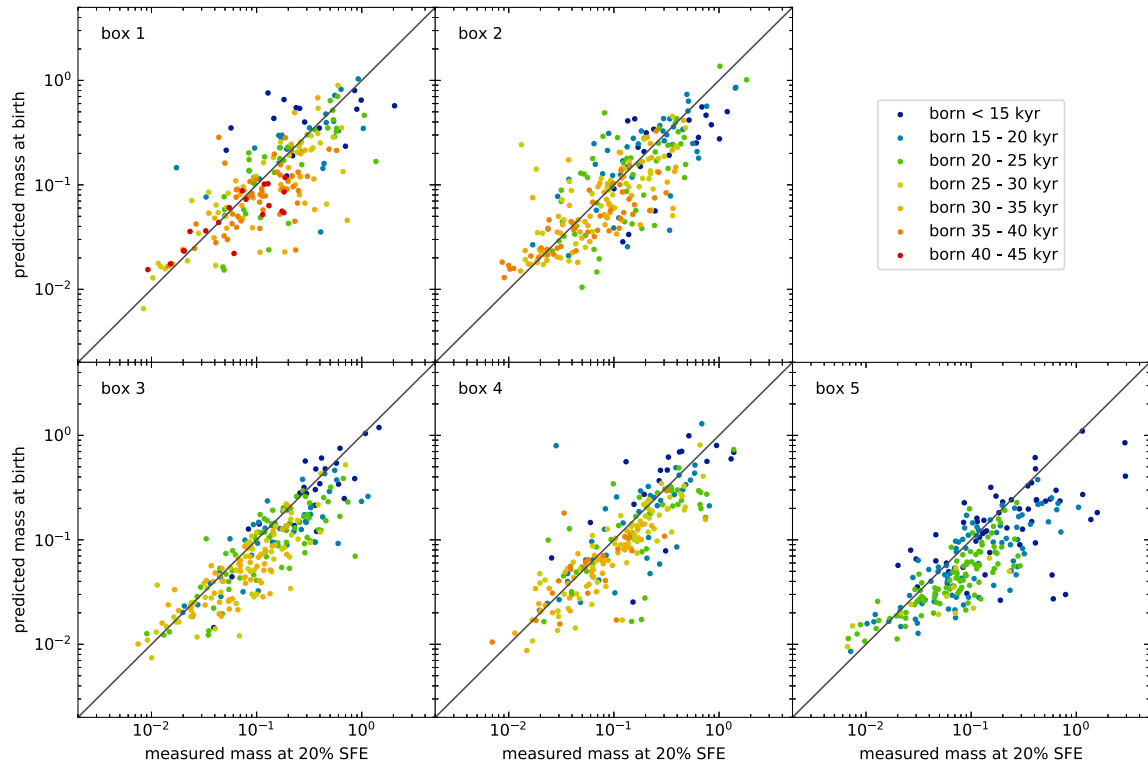 box 1
box 2
10⁰
10⁻¹
10⁻²
predicted mass at birth
born < 15 kyr
born 15 - 20 kyr
born 20 - 25 kyr
born 25 - 30 kyr
born 30 - 35 kyr
born 35 - 40 kyr
born 40 - 45 kyr
box 3
box 4
box 5
10⁰
10⁻¹
10⁻²
predicted mass at birth
10⁻² 10⁻¹ 10⁰ 10⁻² 10⁻¹ 10⁰ 10⁻² 10⁻¹ 10⁰
measured mass at 20% SFE measured mass at 20% SFE measured mass at 20% SFE